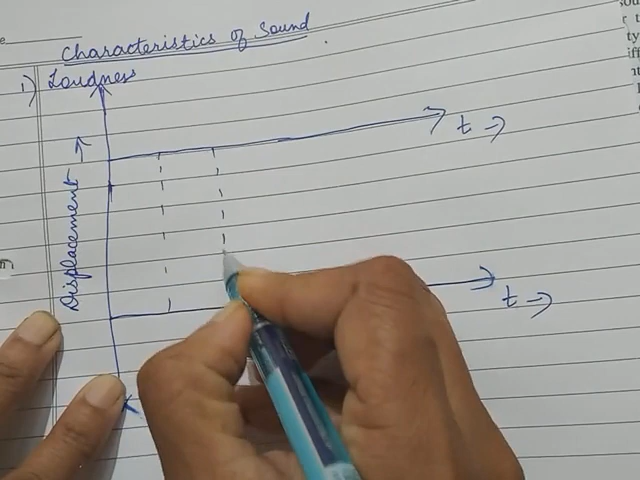 Characteristics of Sound
1) Loudness
Displacement →
t →
t →